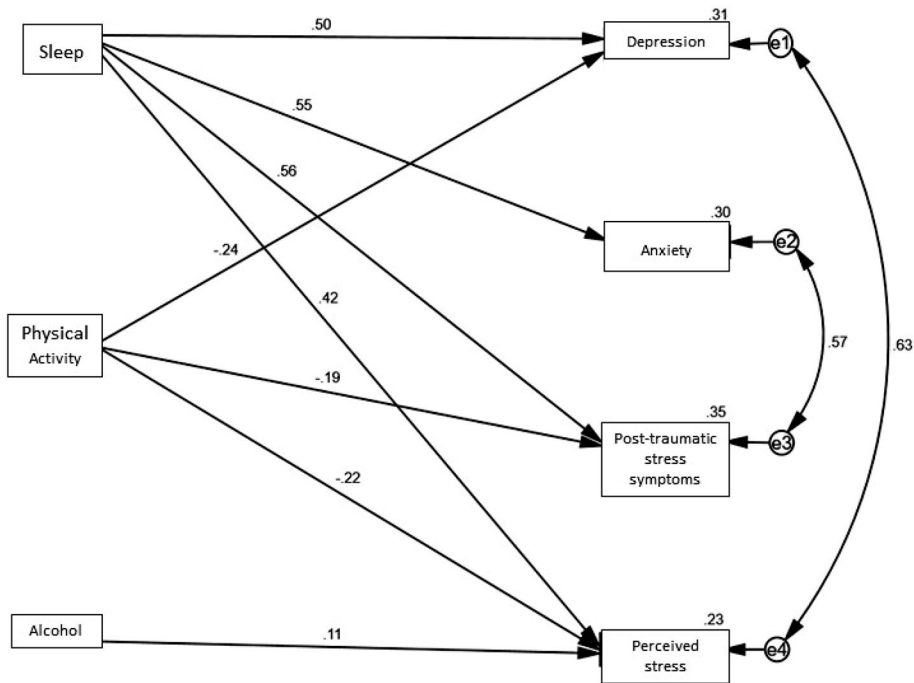 .31
.50
Sleep
Depression
e1
.55
.56
.30
-.24
Anxiety
e2
.42
Physical
Activity
.57
.63
-.19
.35
Post-traumatic
stress
symptoms
e3
-.22
.23
Alcohol
.11
Perceived
stress
e4